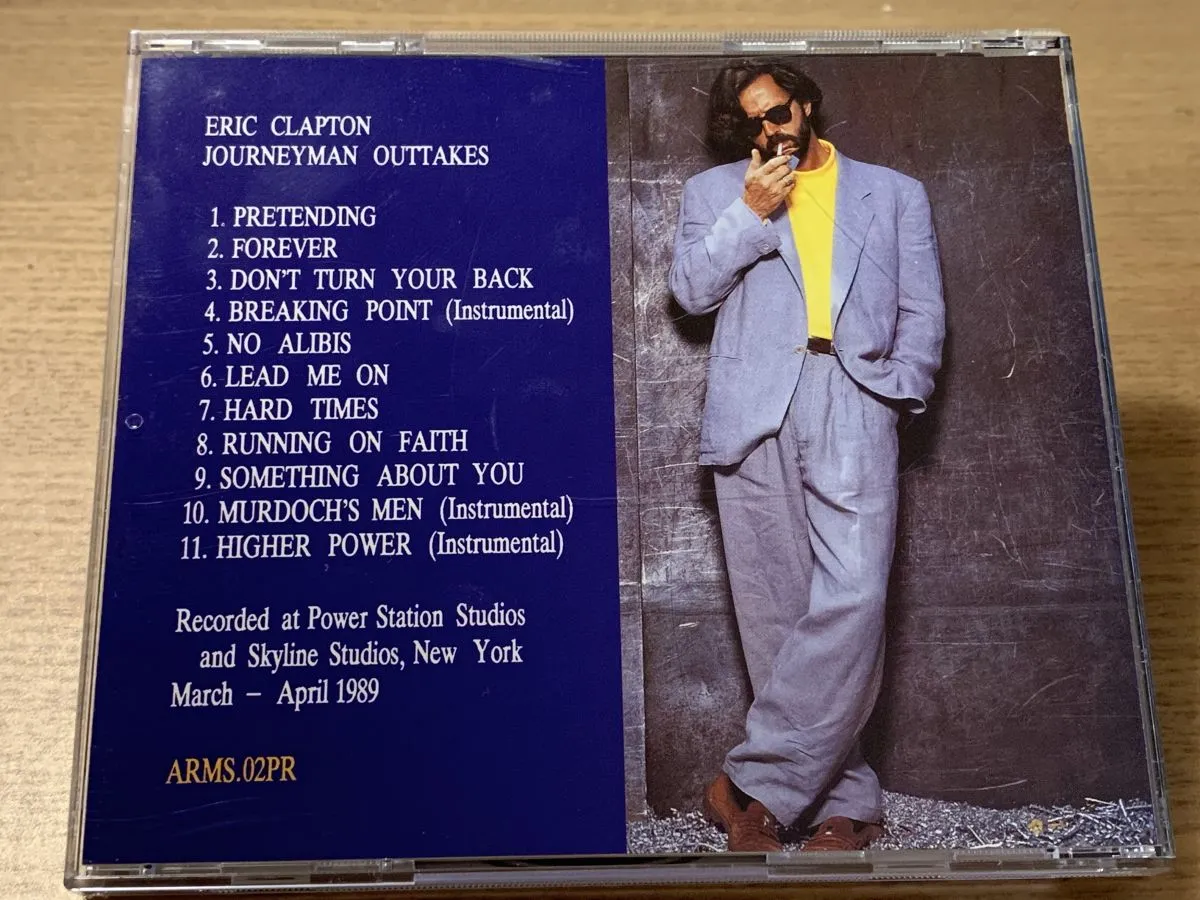 ERIC CLAPTON
JOURNEYMAN OUTTAKES
1. PRETENDING
2. FOREVER
3. DON'T TURN YOUR BACK
4. BREAKING POINT (Instrumental)
5. NO ALIBIS
6. LEAD ME ON
7. HARD TIMES
8. RUNNING ON FAITH
9. SOMETHING ABOUT YOU
10. MURDOCH'S MEN (Instrumental)
11. HIGHER POWER (Instrumental)
Recorded at Power Station Studios
and Skyline Studios, New York
March – April 1989
ARMS.02PR